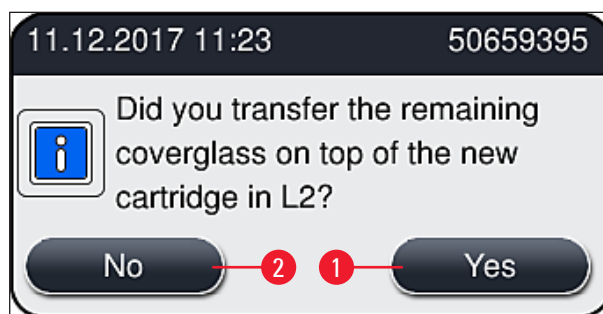 11.12.2017 11:23 50659395
Did you transfer the remaining
coverglass on top of the new
cartridge in L2?
No 2 1 Yes